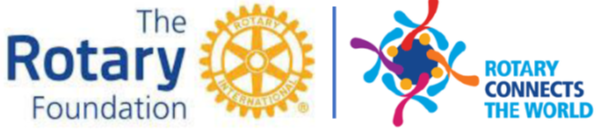 The
Rotary
Foundation
ROTARY
INTERNATIONAL
®
ROTARY
CONNECTS
THE WORLD